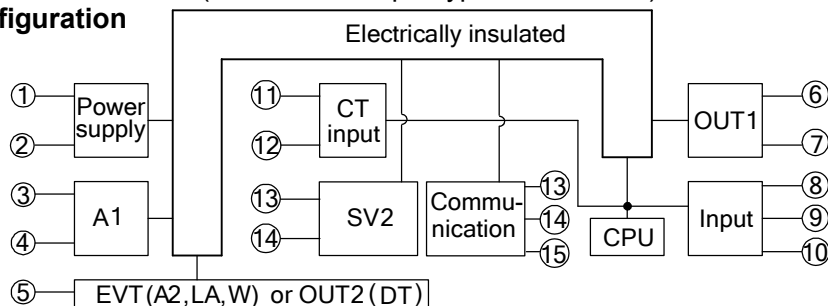 figuration
Electrically insulated
① Power supply ②
③ A1 ④
⑤ EVT(A2,LA,W) or OUT2(DT)
⑪ CT input ⑫
⑬ SV2 ⑭
Commu-
nication
⑬
⑭
⑮
CPU
OUT1
⑥
⑦
Input
⑧
⑨
⑩